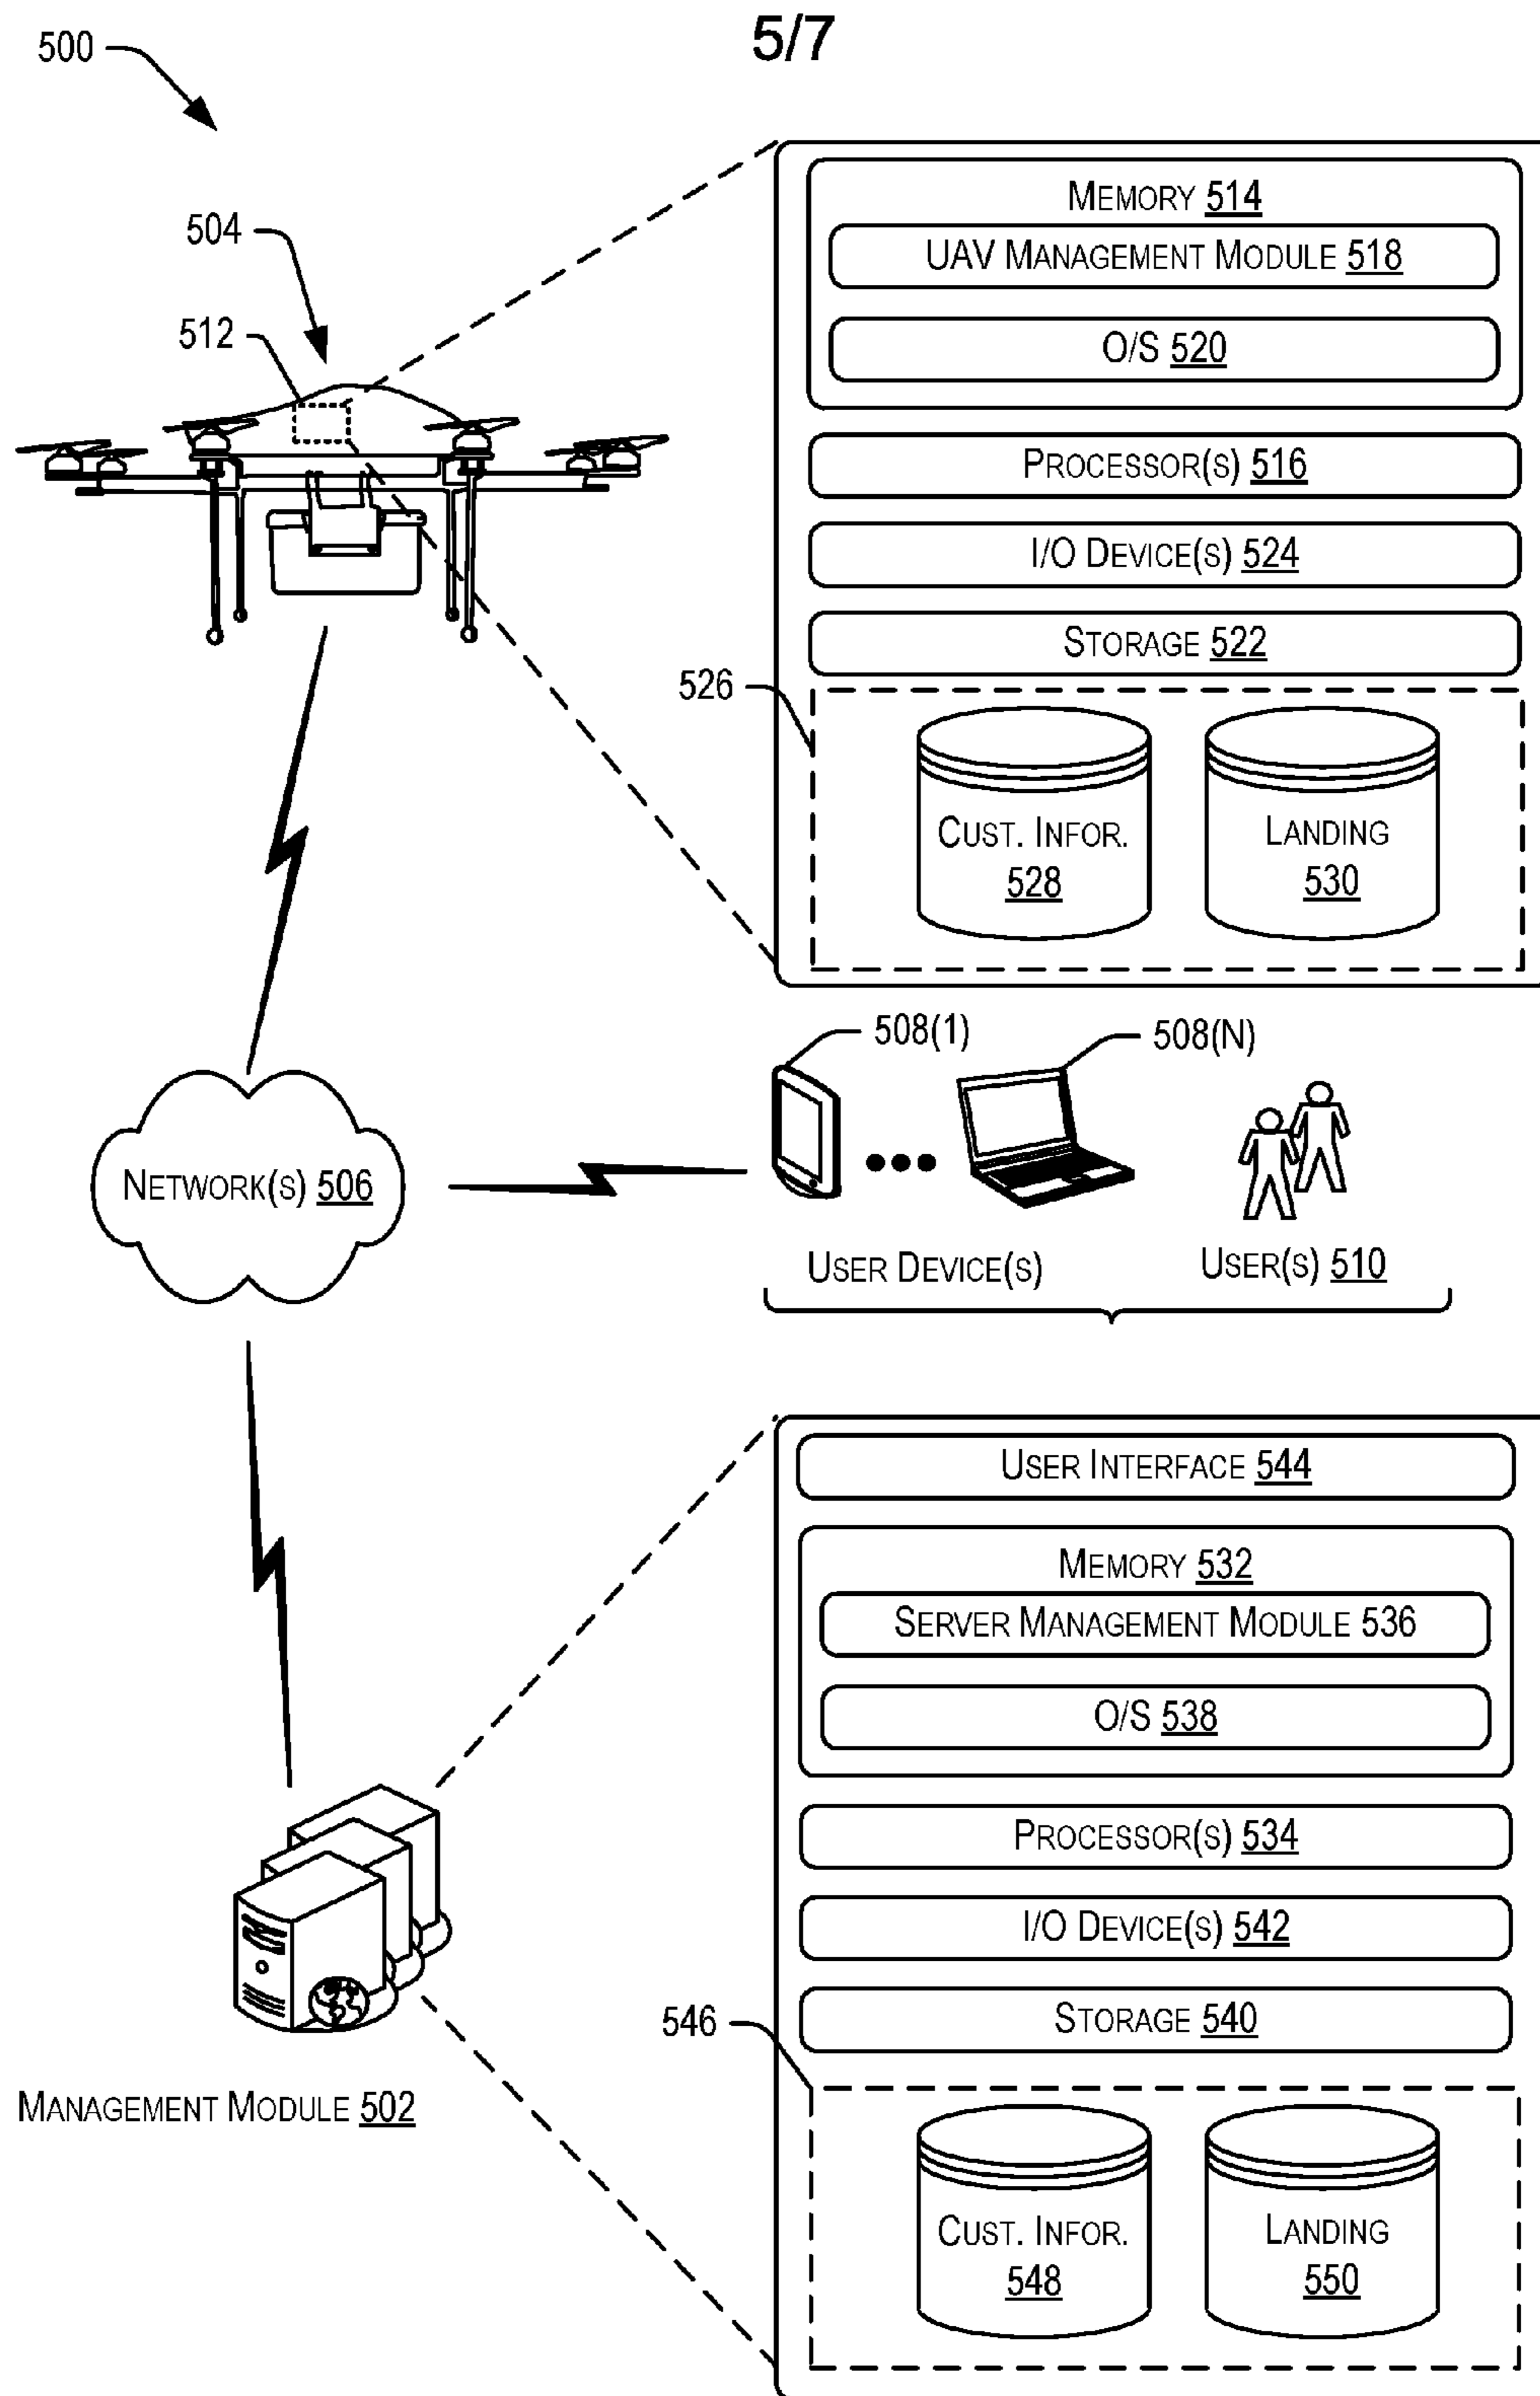 5/7
500
504
512
MEMORY 514
UAV MANAGEMENT MODULE 518
O/S 520
PROCESSOR(S) 516
I/O DEVICE(S) 524
STORAGE 522
526
CUST. INFOR.
528
LANDING
530
508(1)
508(N)
NETWORK(S) 506
USER DEVICE(S)
USER(S) 510
USER INTERFACE 544
MEMORY 532
SERVER MANAGEMENT MODULE 536
O/S 538
PROCESSOR(S) 534
I/O DEVICE(S) 542
STORAGE 540
546
MANAGEMENT MODULE 502
CUST. INFOR.
548
LANDING
550